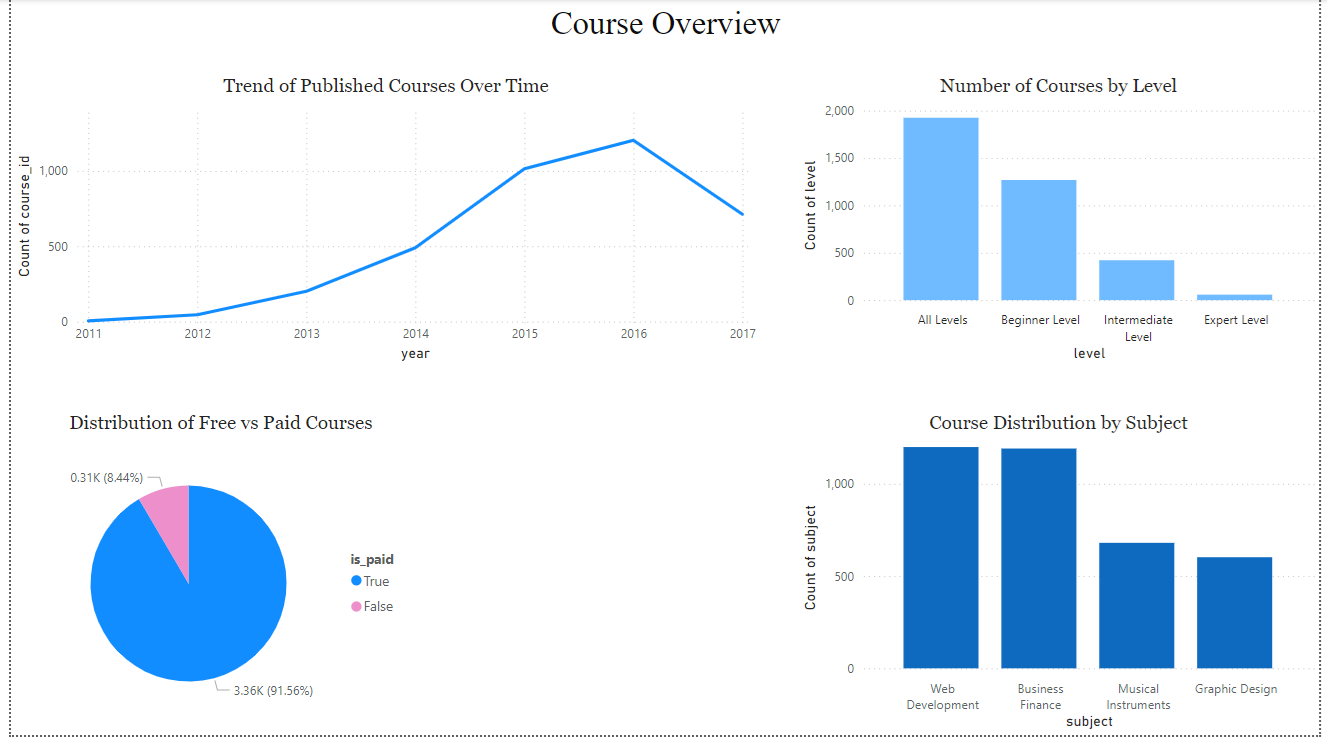 Course Overview
Trend of Published Courses Over Time
Count of course_id
1,000
500
0
2011 2012 2013 2014 2015 2016 2017
year
Number of Courses by Level
Count of level
2,000
1,500
1,000
500
0
All Levels Beginner Level Intermediate Level Expert Level
level
Distribution of Free vs Paid Courses
0.31K (8.44%)
3.36K (91.56%)
is_paid
True
False
Course Distribution by Subject
Count of subject
1,000
500
0
Web Development Business Finance Musical Instruments Graphic Design
subject